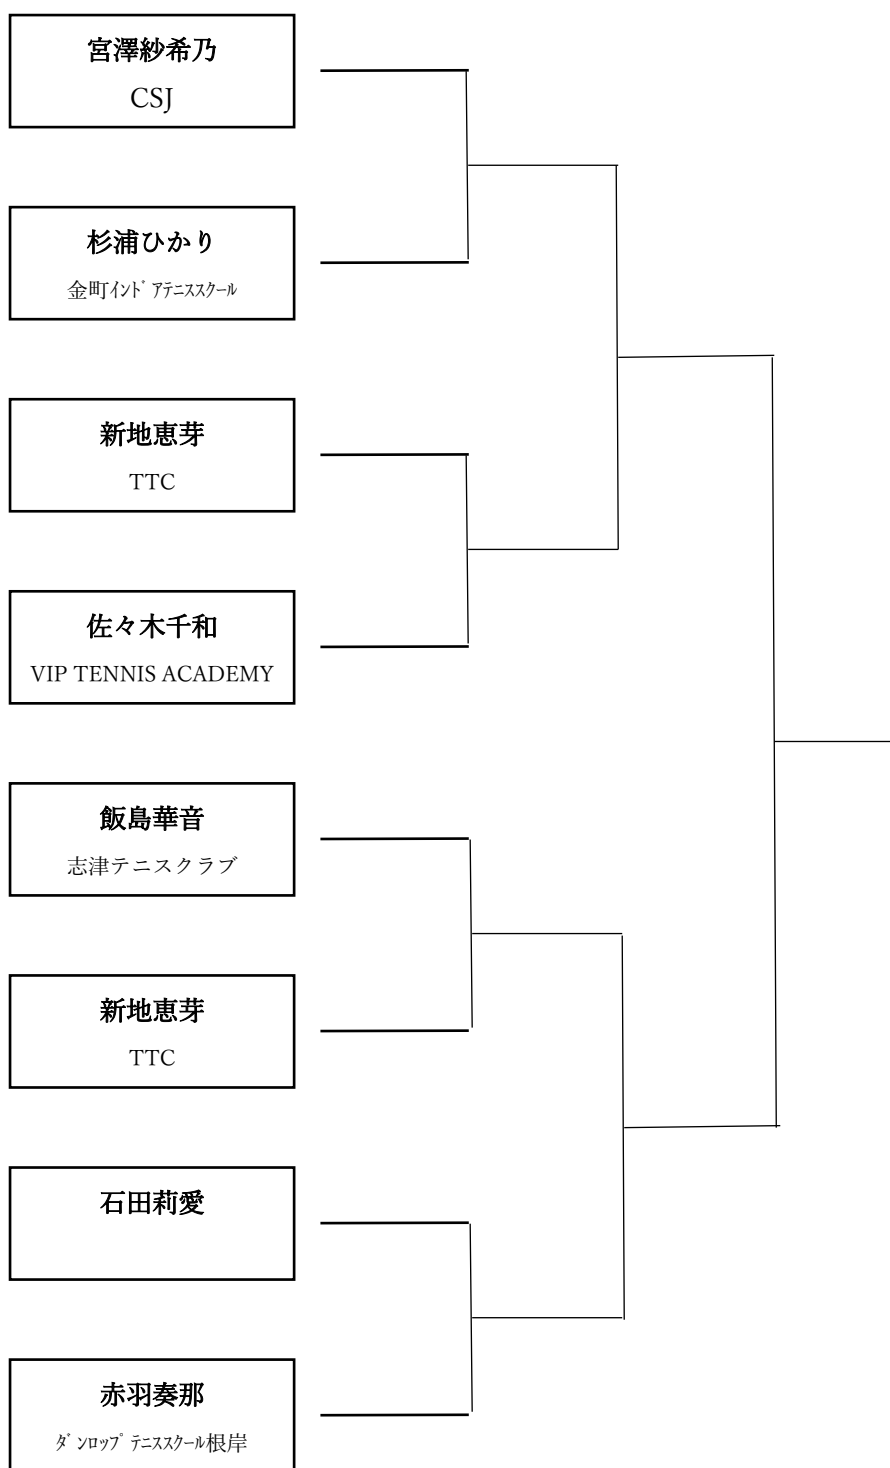 宮澤紗希乃
CSJ
杉浦ひかり
金町ｲﾝﾄﾞｱﾃﾆｽｽｸｰﾙ
新地恵芽
TTC
佐々木千和
VIP TENNIS ACADEMY
飯島華音
志津テニスクラブ
新地恵芽
TTC
石田莉愛
赤羽奏那
ﾀﾞﾝﾛｯﾌﾟﾃﾆｽｽｸｰﾙ根岸